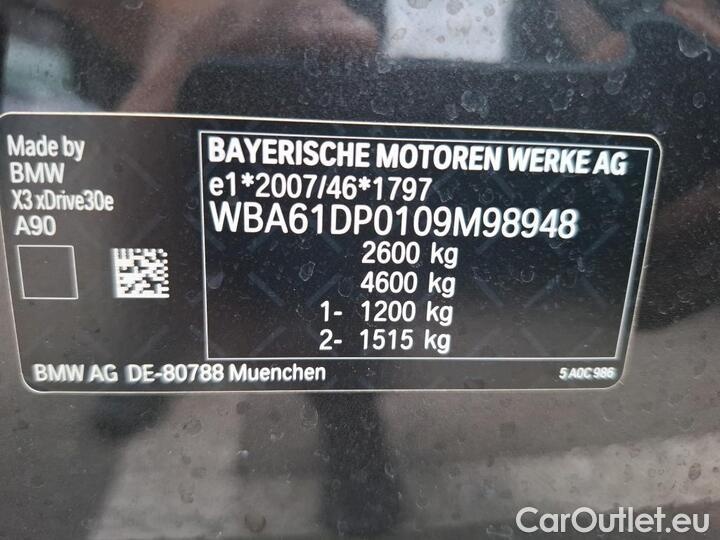 Made by
BMW
X3 xDrive30e
A90
BAYERISCHE MOTOREN WERKE AG
e1*2007/46*1797
WBA61DP0109M98948
2600 kg
4600 kg
1- 1200 kg
2- 1515 kg
BMW AG DE-80788 Muenchen
5 A0C 986
CarOutlet.eu